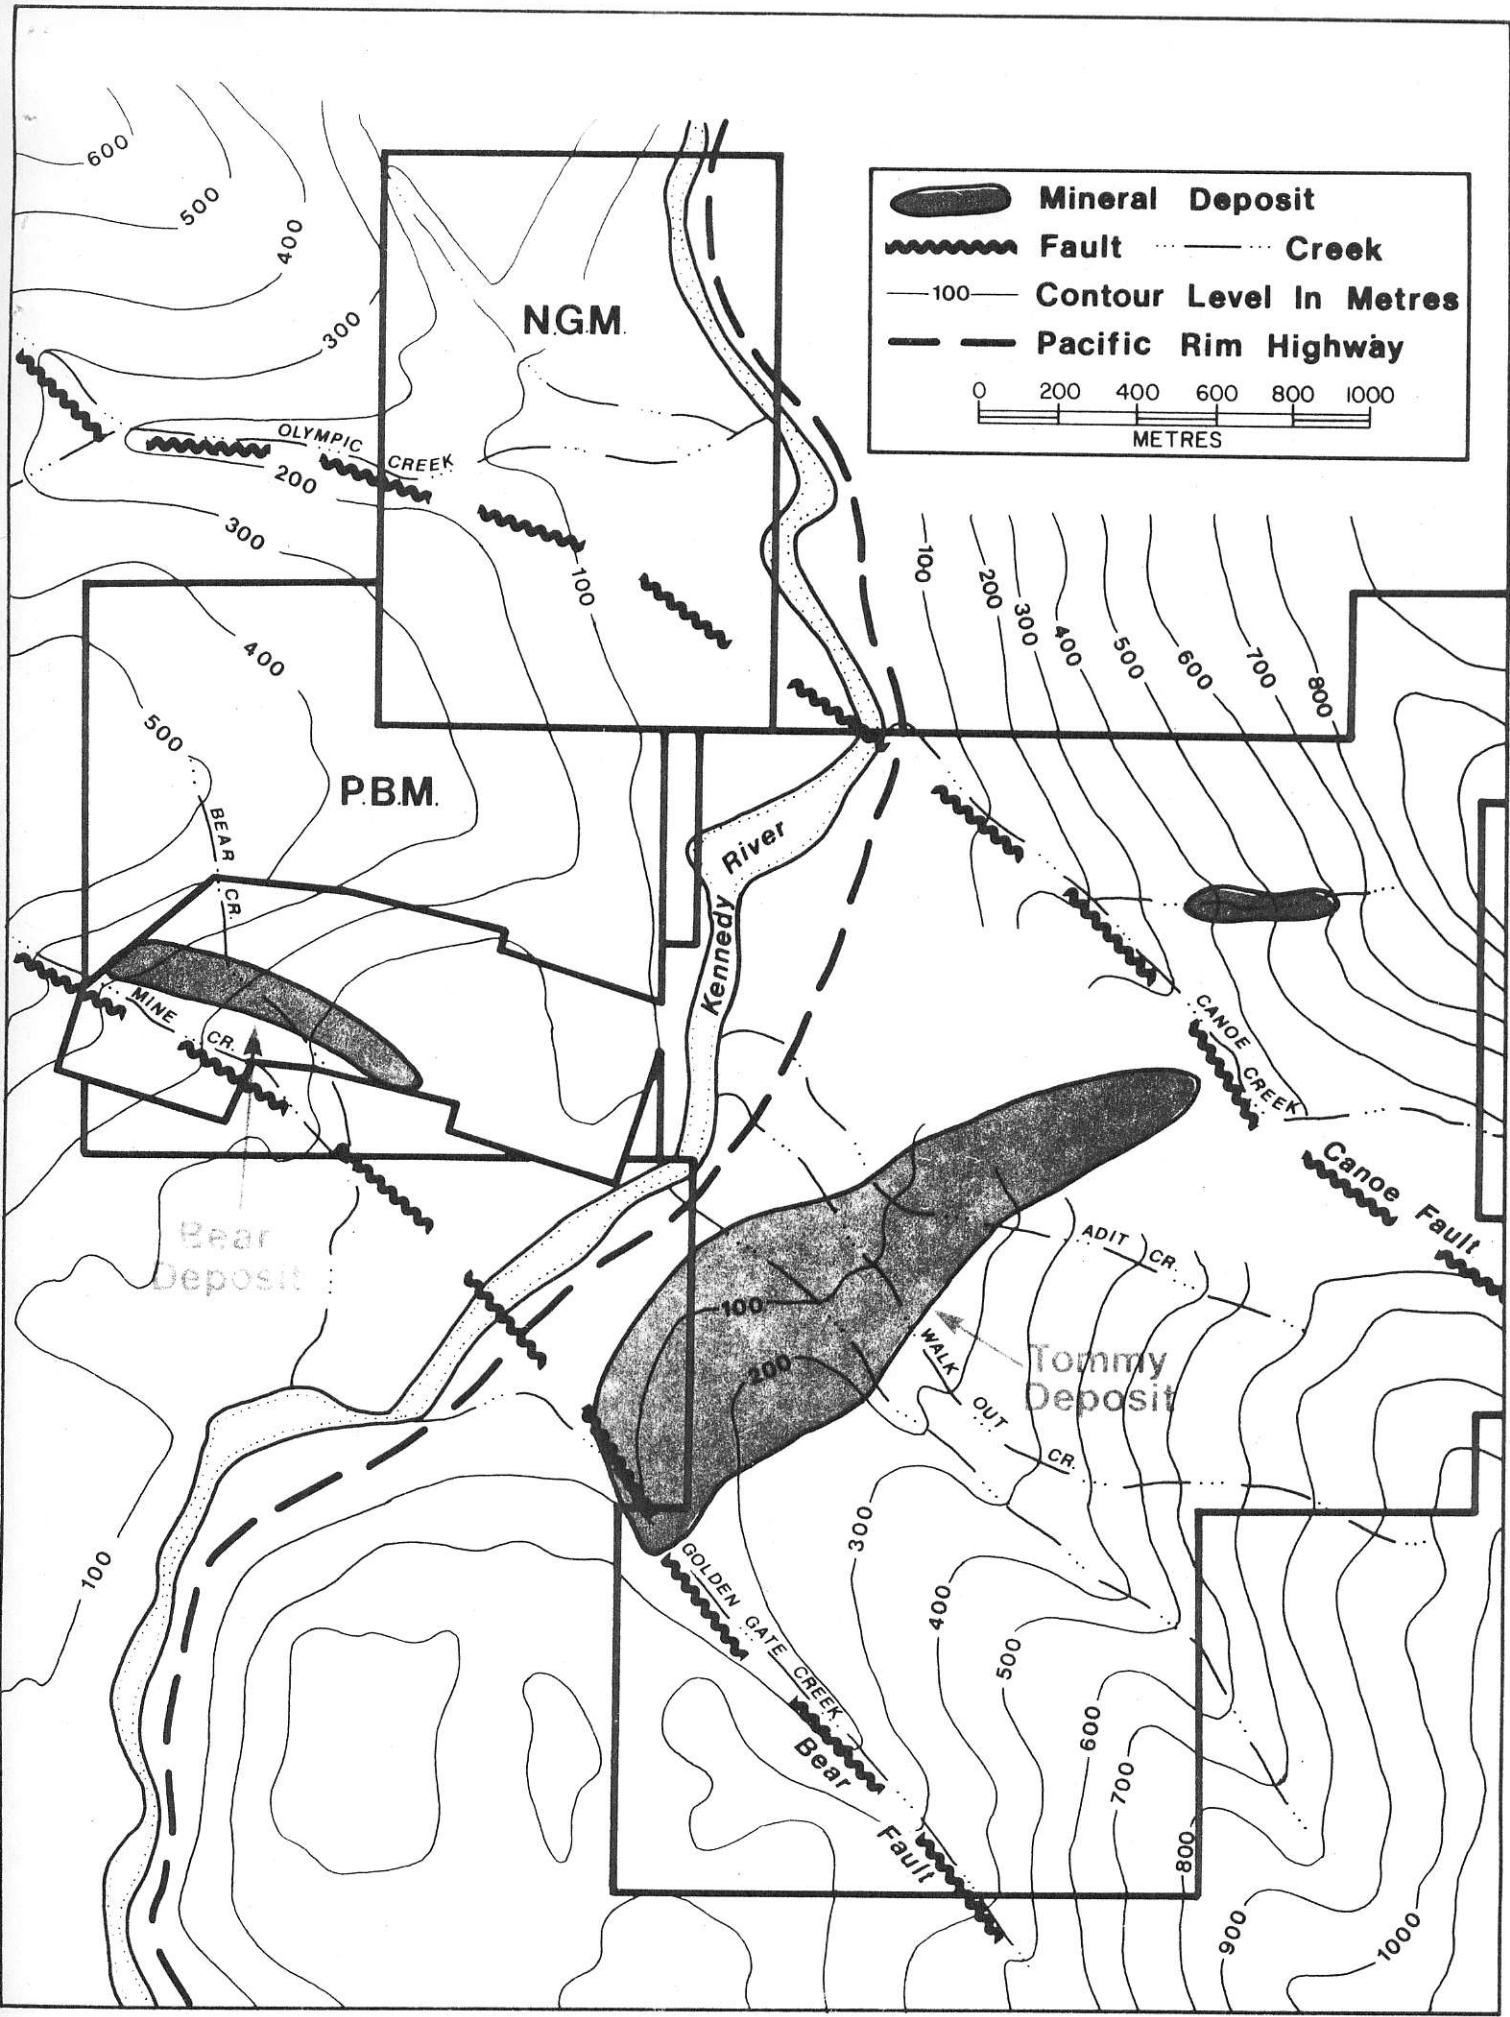 600
500
400
300
N.G.M.
Mineral Deposit
Fault
Creek
100
Contour Level In Metres
Pacific Rim Highway
0 200 400 600 800 1000
METRES
OLYMPIC CREEK
200
300
100
400
500
P.B.M.
100
200
300
400
500
600
700
800
BEAR CR.
Kennedy River
MINE CR.
CANOE CREEK
Canoe Fault
Bear
Deposit
ADIT CR.
100
200
WALK OUT CR.
Tommy
Deposit
100
300
400
500
600
700
800
900
1000
GOLDEN GATE CREEK
Bear Fault